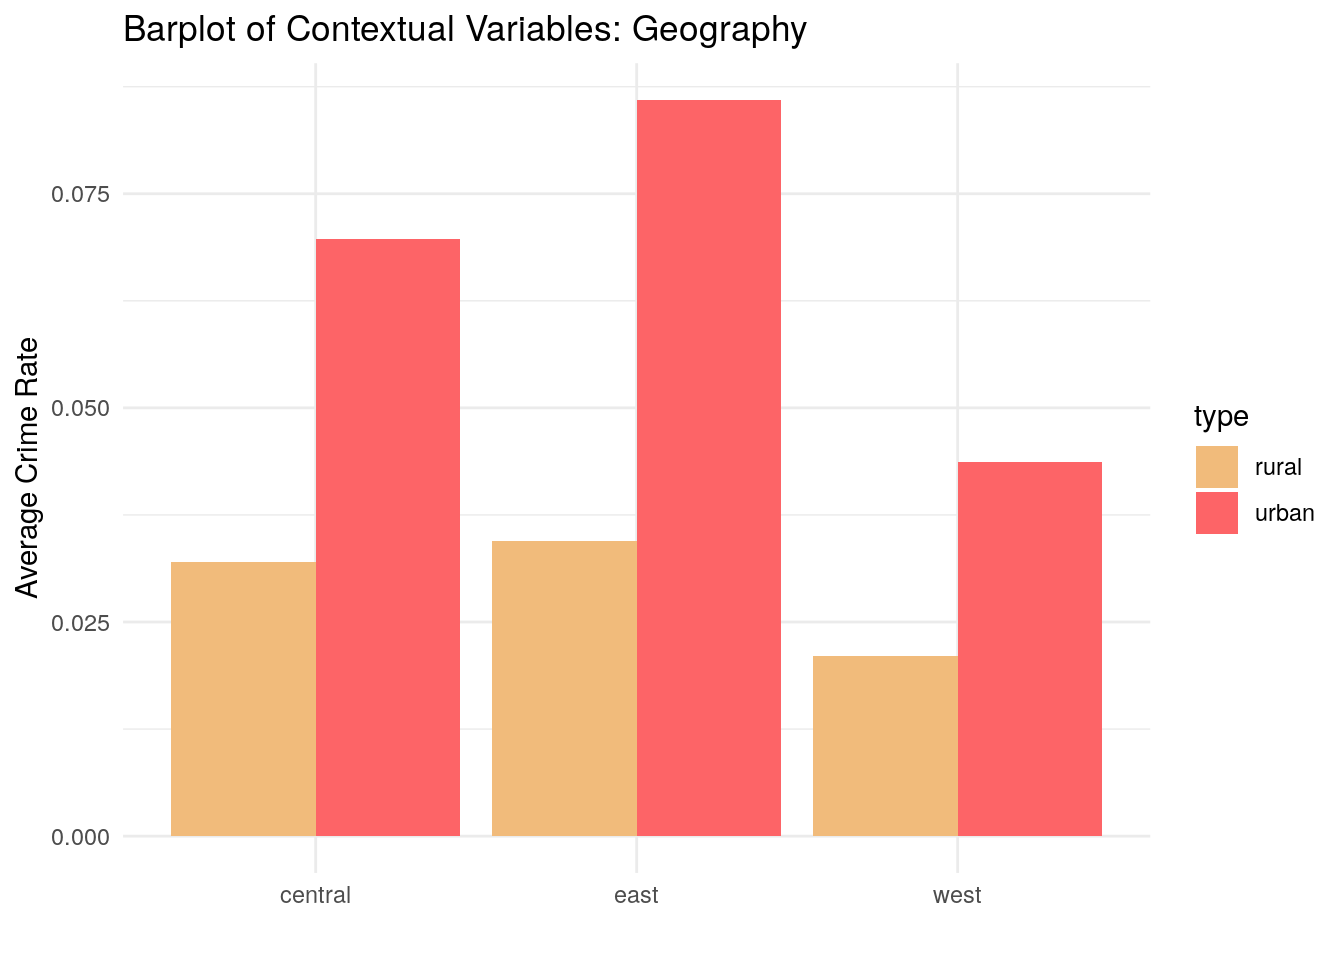 Barplot of Contextual Variables: Geography
Average Crime Rate
0.075
0.050
0.025
0.000
central
east
west
type
rural
urban